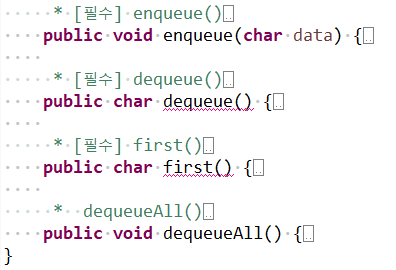 * [필수] enqueue()
public void enqueue(char data) {
* [필수] dequeue()
public char dequeue() {
* [필수] first()
public char first() {
* dequeueAll()
public void dequeueAll() {
}